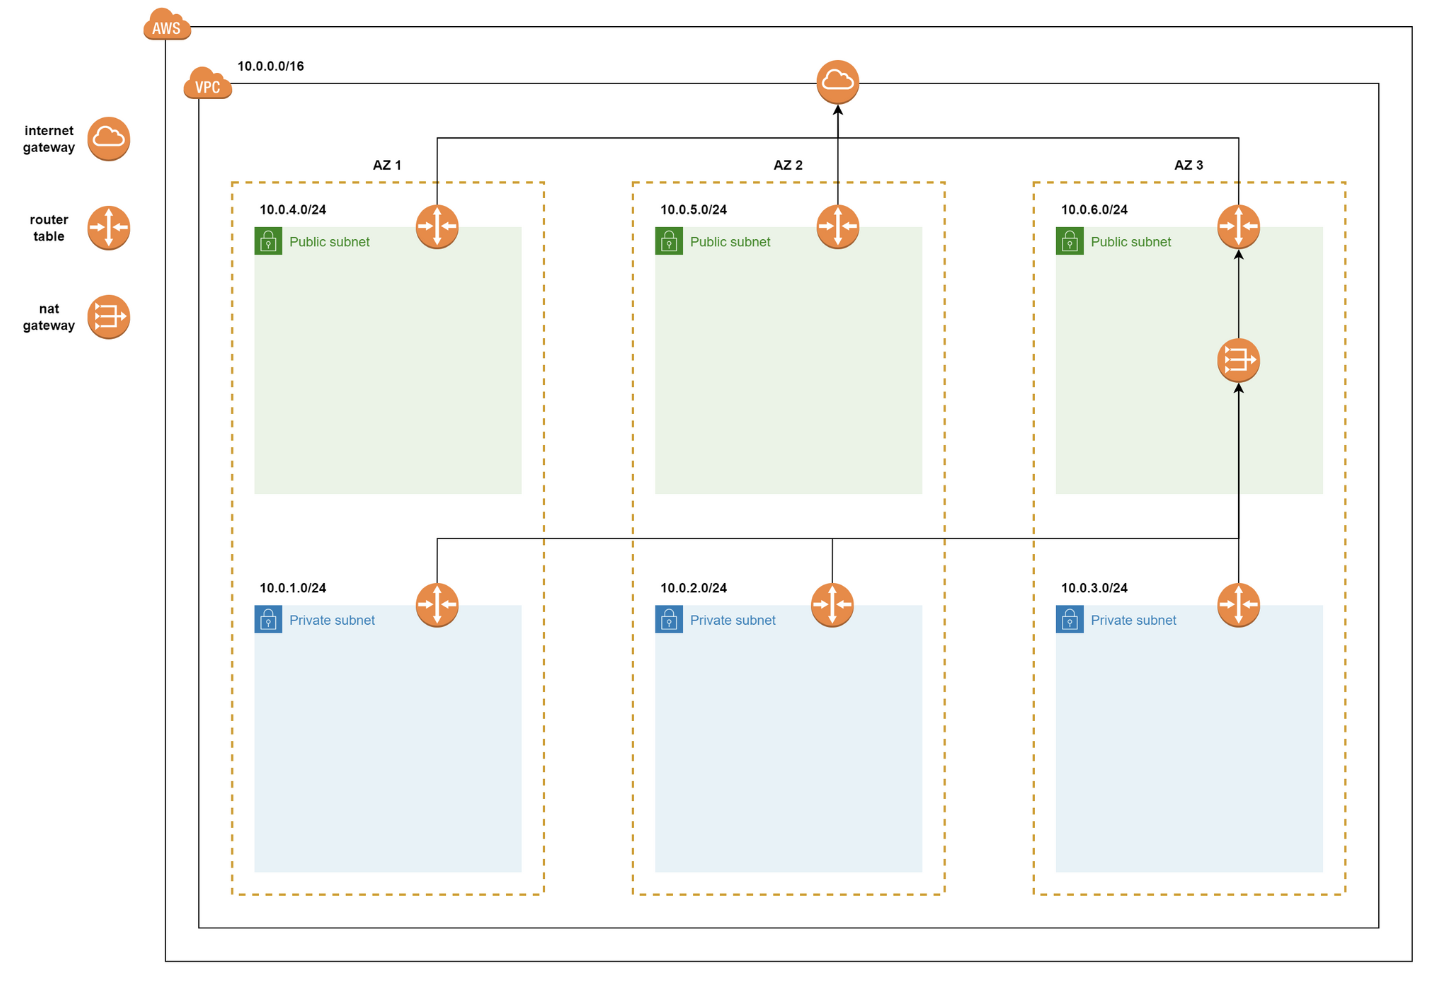 AWS
VPC
10.0.0.0/16
internet
gateway
router
table
nat
gateway
AZ 1
AZ 2
AZ 3
10.0.4.0/24
Public subnet
10.0.5.0/24
Public subnet
10.0.6.0/24
Public subnet
10.0.1.0/24
Private subnet
10.0.2.0/24
Private subnet
10.0.3.0/24
Private subnet